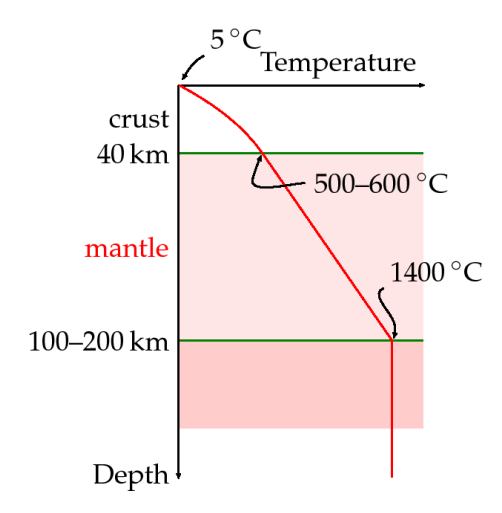 5 °C
Temperature
crust
40 km
500–600 °C
mantle
1400 °C
100–200 km
Depth